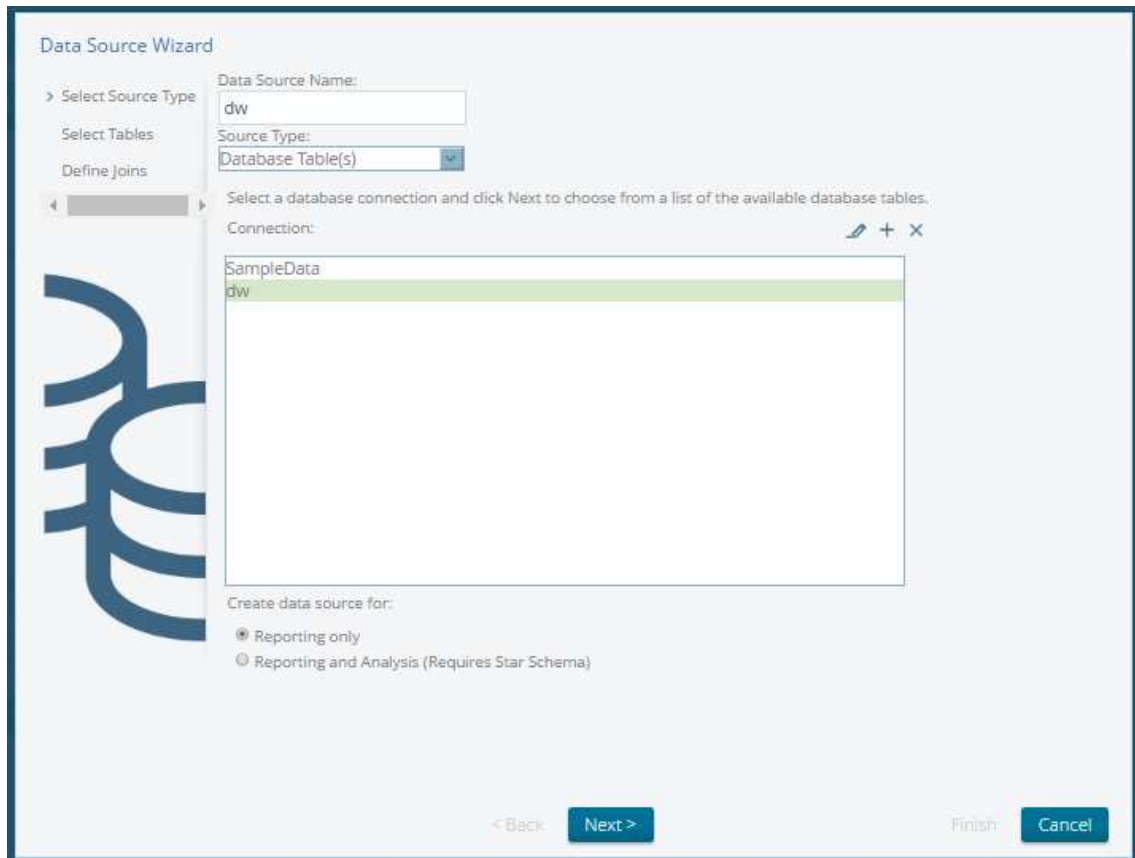 Data Source Wizard
> Select Source Type
Select Tables
Define Joins
Data Source Name:
dw
Source Type:
Database Table(s)
Select a database connection and click Next to choose from a list of the available database tables.
Connection:
SampleData
dw
Create data source for:
Reporting only
Reporting and Analysis (Requires Star Schema)
< Back Next > Finish Cancel